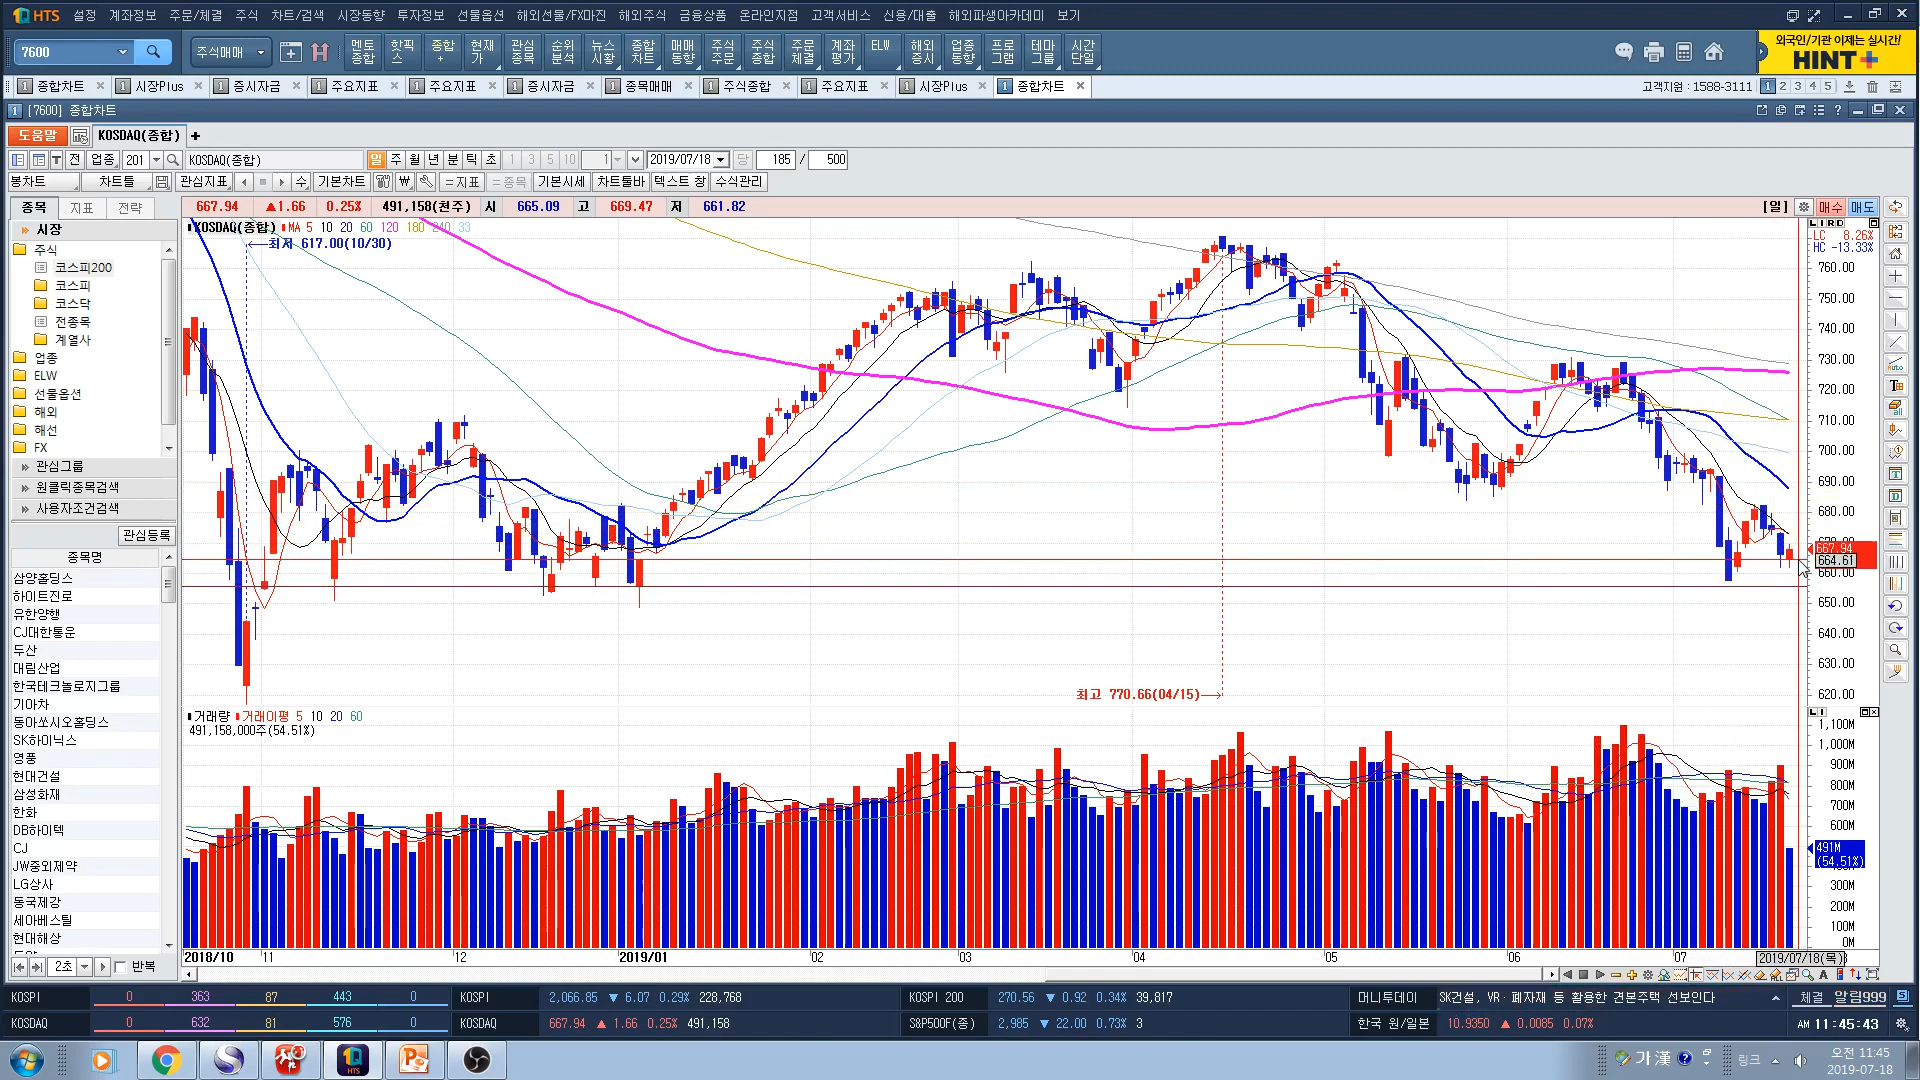 HTS 설정 계좌정보 주문/체결 주식 차트/검색 시장동향 투자정보 선물옵션 해외선물/FX마진 해외주식 금융상품 온라인지점 고객서비스 신용/대출 해외파생아카데미 보기
7600 주식매매 멘토종합 핫픽스 종합+ 현재가 관심종목 순위분석 뉴스시황 종합차트 매매동향 주식주문 주식종합 주문체결 계좌평가 ELW 해외증시 업종동향 프로그램 테마그룹 시간단일
외국인/기관 이제는 실시간!
HINT+
1 종합차트 1 시장Plus 1 증시자금 1 주요지표 1 주요지표 1 증시자금 1 종목매매 1 주식종합 1 주요지표 1 시장Plus 1 종합차트
고객지원 : 1588-3111 1 2 3 4 5
1 [7600] 종합차트
도움말 KOSDAQ(종합) +
T 전 업종 201 KOSDAQ(종합) 일 주 월 년 분 틱 초 1 3 5 10 1 2019/07/18 당 185 / 500
봉차트 차트틀 관심지표 수 기본차트 =지표 =종목 기본시세 차트툴바 텍스트 창 수식관리
종목 지표 전략
667.94 ▲1.66 0.25% 491,158(천주) 시 665.09 고 669.47 저 661.82 [일] 매수 매도
시장
주식
코스피200
코스피
코스닥
전종목
계열사
업종
ELW
선물옵션
해외
해선
FX
관심그룹
원클릭종목검색
사용자조건검색
관심등록
종목명
삼양홀딩스
하이트진로
유한양행
CJ대한통운
두산
대림산업
한국테크놀로지그룹
기아차
동아쏘시오홀딩스
SK하이닉스
영풍
현대건설
삼성화재
한화
DB하이텍
CJ
JW중외제약
LG상사
동국제강
세아베스틸
현대해상
2초 반복
KOSDAQ(종합) MA 5 10 20 60 120 180 240 33
최저 617.00(10/30)
최고 770.66(04/15)
L I R D
LC 8.26%
HC -13.33%
760.00
750.00
740.00
730.00
720.00
710.00
700.00
690.00
680.00
670.00
667.94
664.61
660.00
650.00
640.00
630.00
620.00
거래량 거래이평 5 10 20 60
491,158,000주(54.51%)
L I
1,100M
1,000M
900M
800M
700M
600M
491M
(54.51%)
300M
200M
100M
0M
2018/10 11 12 2019/01 02 03 04 05 06 07 2019/07/18(목)
KOSPI 0 363 87 443 0 KOSPI 2,066.85 ▼ 6.07 0.29% 228,768 KOSPI 200 270.56 ▼ 0.92 0.34% 39,817 머니투데이 SK건설, VR·폐자재 등 활용한 견본주택 선보인다 체결 알림999
KOSDAQ 0 632 81 576 0 KOSDAQ 667.94 ▲ 1.66 0.25% 491,158 S&P500F(종) 2,985 ▼ 22.00 0.73% 3 한국 원/일본 10.9350 ▲ 0.0085 0.07% AM 11:45:43
가 漢 링크 오전 11:45
2019-07-18